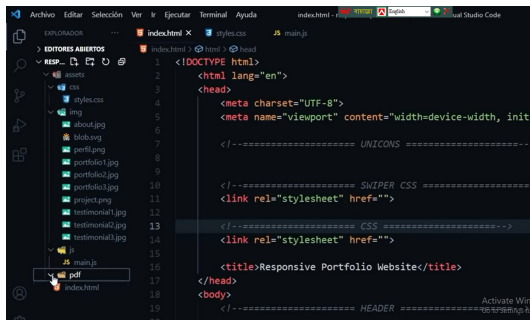 Archivo Editar Selección Ver Ir Ejecutar Terminal Ayuda
index.html
English
ual Studio Code
EXPLORADOR ...
index.html ×
styles.css
JS main.js
EDITORES ABIERTOS
index.html > html > head
RESP...
assets
css
styles.css
img
about.jpg
blob.svg
perfil.png
portfolio1.jpg
portfolio2.jpg
portfolio3.jpg
project.png
testimonial1.jpg
testimonial2.jpg
testimonial3.jpg
js
JS main.js
pdf
index.html
1 <!DOCTYPE html>
2 <html lang="en">
3 <head>
4 <meta charset="UTF-8">
5 <meta name="viewport" content="width=device-width, init
6
7 <!--==================== UNICONS ====================--
8
9
10 <!--==================== SWIPER CSS ==================
11 <link rel="stylesheet" href="">
12
13 <!--==================== CSS ====================-->
14 <link rel="stylesheet" href="">
15
16 <title>Responsive Portfolio Website</title>
17 </head>
18 <body>
19 <!--==================== HEADER ====================
Activate Win
Go to Settings